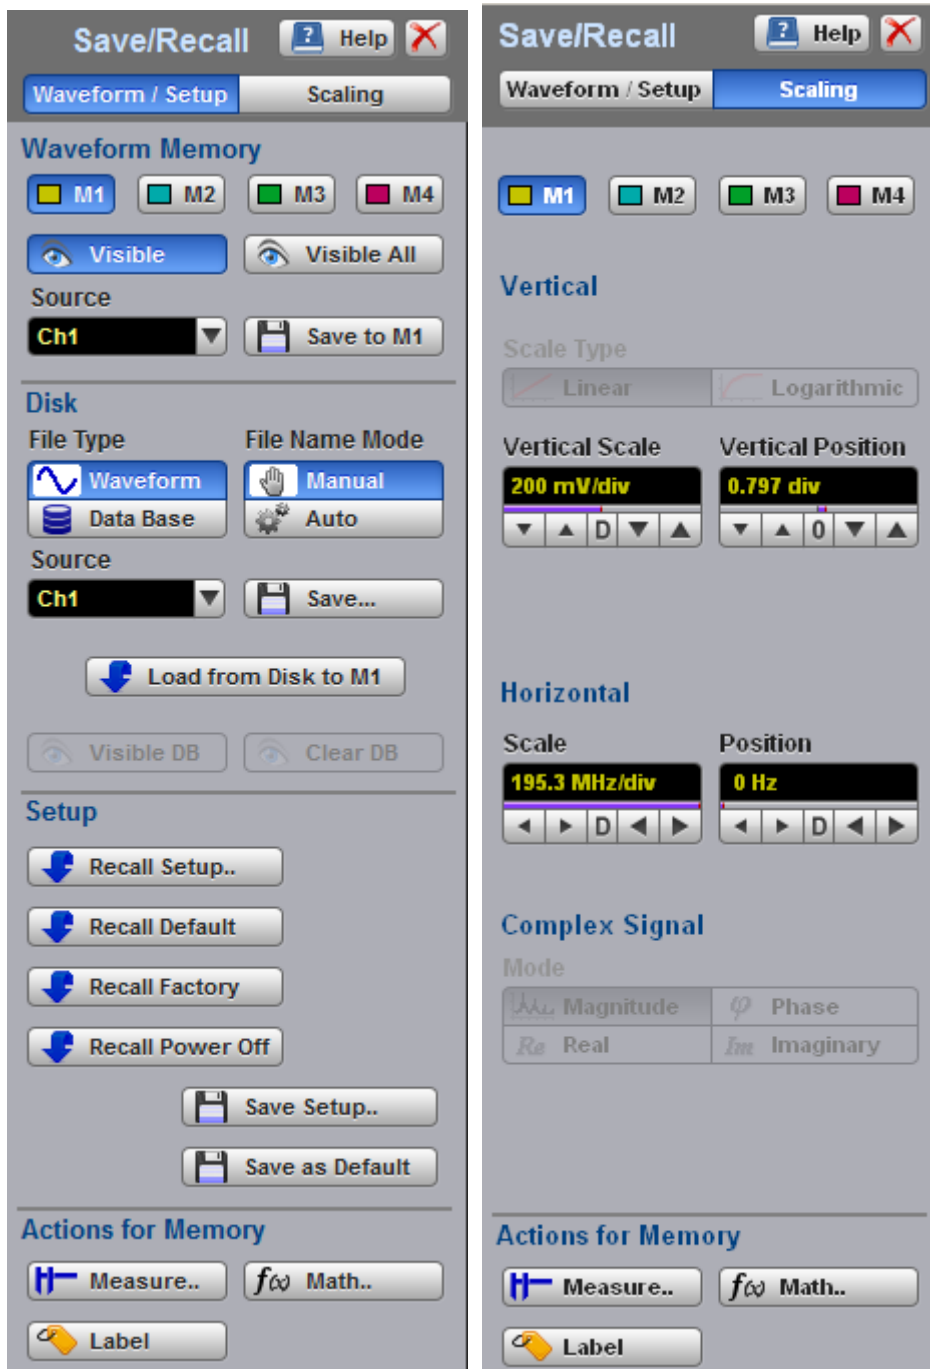 Save/Recall ? Help
Waveform / Setup Scaling
Waveform Memory
M1 M2 M3 M4
Visible Visible All
Source
Ch1 Save to M1
Disk
File Type File Name Mode
Waveform Manual
Data Base Auto
Source
Ch1 Save...
Load from Disk to M1
Visible DB Clear DB
Setup
Recall Setup..
Recall Default
Recall Factory
Recall Power Off
Save Setup..
Save as Default
Actions for Memory
Measure.. f(x) Math..
Label
Save/Recall ? Help
Waveform / Setup Scaling
M1 M2 M3 M4
Vertical
Scale Type
Linear Logarithmic
Vertical Scale Vertical Position
200 mV/div 0.797 div
D 0
Horizontal
Scale Position
195.3 MHz/div 0 Hz
D D
Complex Signal
Mode
Magnitude φ Phase
Re Real Im Imaginary
Actions for Memory
Measure.. f(x) Math..
Label